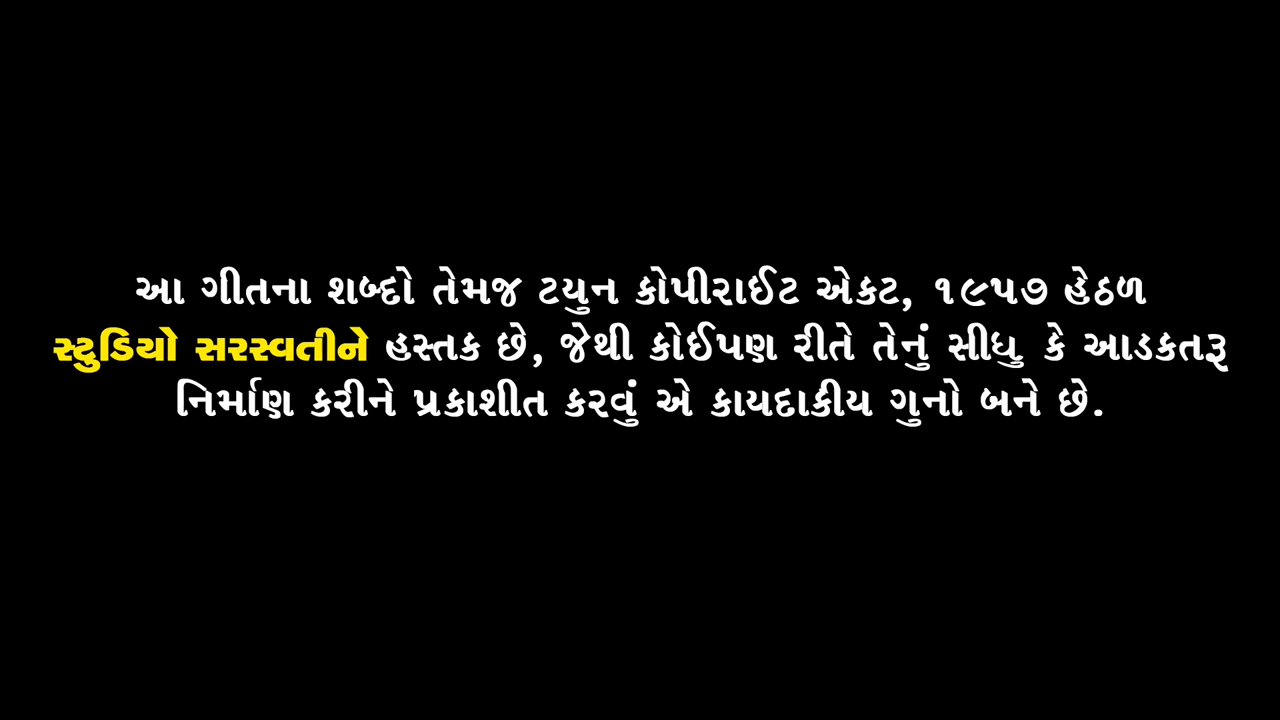 આ ગીતના શબ્દો તેમજ ટયુન કોપીરાઈટ એકટ, ૧૯૫૭ હેઠળ
સ્ટુડિયો સરસ્વતીને હસ્તક છે, જેથી કોઈપણ રીતે તેનું સીધુ કે આડકતરૂ
નિર્માણ કરીને પ્રકાશીત કરવું એ કાયદાકીય ગુનો બને છે.